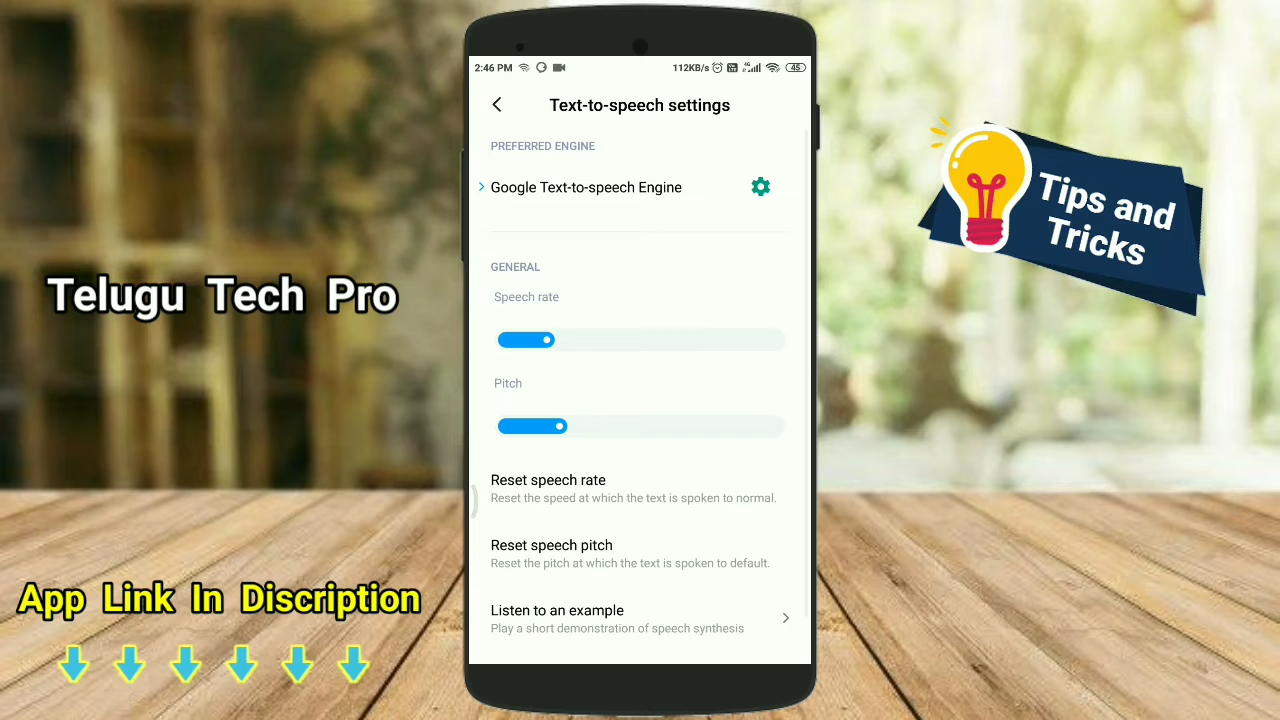 2:46 PM
112KB/s
45
Text-to-speech settings
PREFERRED ENGINE
Google Text-to-speech Engine
GENERAL
Speech rate
Pitch
Reset speech rate
Reset the speed at which the text is spoken to normal.
Reset speech pitch
Reset the pitch at which the text is spoken to default.
Listen to an example
Play a short demonstration of speech synthesis
Telugu Tech Pro
App Link In Discription
Tips and
Tricks